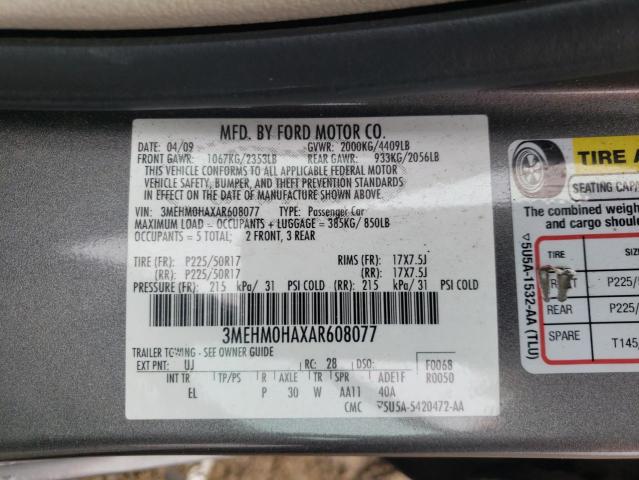 MFD. BY FORD MOTOR CO.
DATE: 04/09 GVWR: 2000KG/4409LB
FRONT GAWR: 1067KG/2353LB REAR GAWR: 933KG/2056LB
THIS VEHICLE CONFORMS TO ALL APPLICABLE FEDERAL MOTOR
VEHICLE SAFETY, BUMPER, AND THEFT PREVENTION STANDARDS
IN EFFECT ON THE DATE OF MANUFACTURE SHOWN ABOVE.
VIN: 3MEHM0HAXAR608077 TYPE: Passenger Car
MAXIMUM LOAD = OCCUPANTS + LUGGAGE = 385KG/ 850LB
OCCUPANTS = 5 TOTAL; 2 FRONT, 3 REAR
TIRE (FR): P225/50R17 RIMS (FR): 17X7.5J
(RR): P225/50R17 (RR): 17X7.5J
PRESSURE (FR): 215 kPa/ 31 PSI COLD (RR): 215 kPa/ 31 PSI COLD
3MEHM0HAXAR608077
TRAILER TOWING - SEE OWNER GUIDE
EXT PNT: UJ RC: 28 DSO: F0068
INT TR TP/PS R AXLE TR SPR ADE1F R0050
EL P 30 W AA11 40A
CMC 5U5A-5420472-AA
5U5A-1532-AA (TLU)
TIRE A
SEATING CAP
The combined weigh
and cargo shoul
TIRE SIZ
P225/
REAR P225/
SPARE T145/